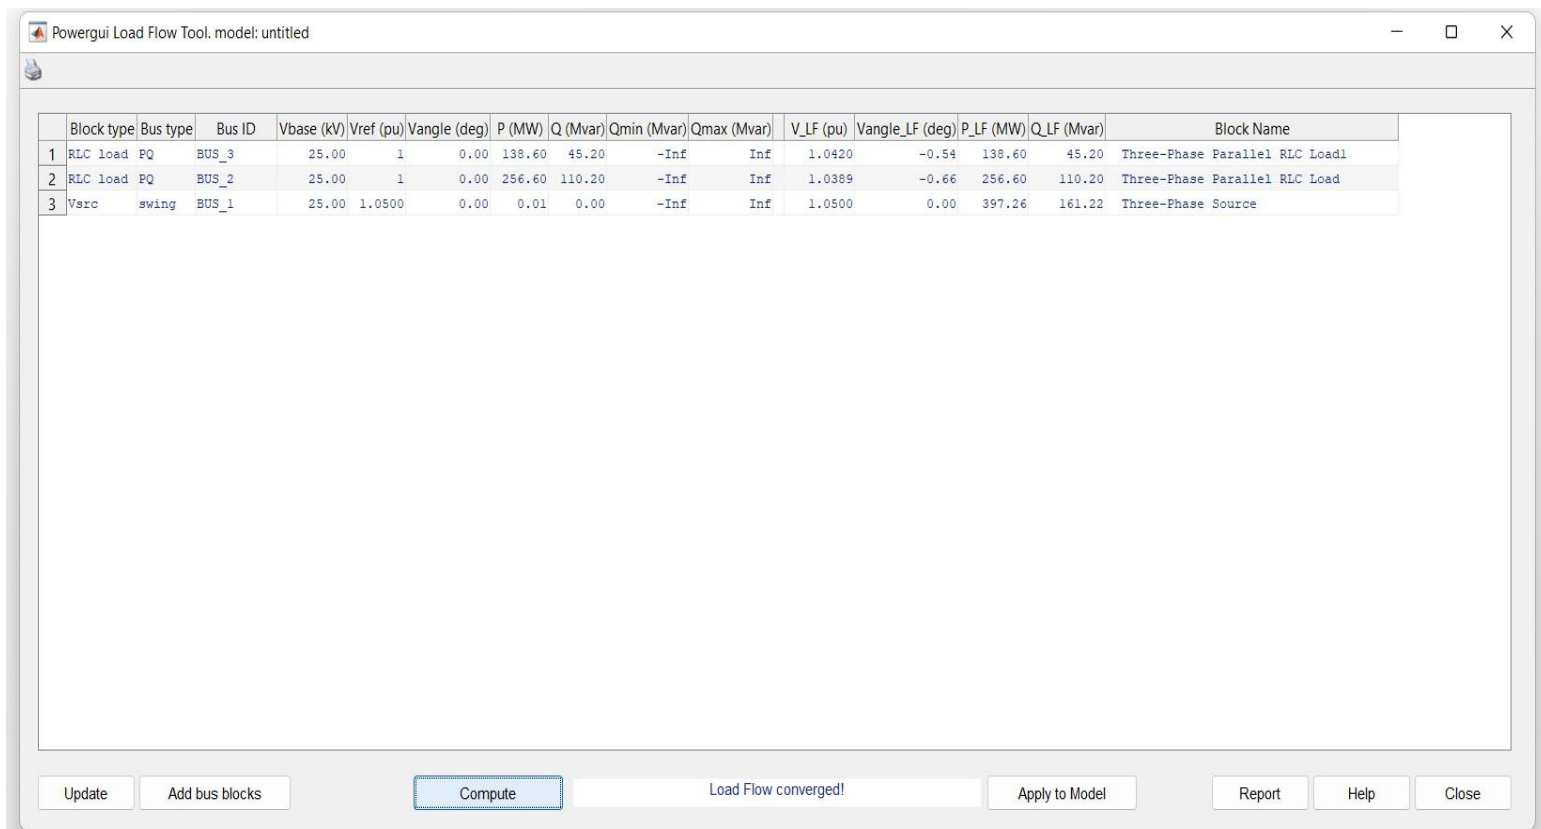 Powergui Load Flow Tool. model: untitled
Block type Bus type Bus ID Vbase (kV) Vref (pu) Vangle (deg) P (MW) Q (Mvar) Qmin (Mvar) Qmax (Mvar) V_LF (pu) Vangle_LF (deg) P_LF (MW) Q_LF (Mvar) Block Name
1 RLC load PQ BUS_3 25.00 1 0.00 138.60 45.20 -Inf Inf 1.0420 -0.54 138.60 45.20 Three-Phase Parallel RLC Load1
2 RLC load PQ BUS_2 25.00 1 0.00 256.60 110.20 -Inf Inf 1.0389 -0.66 256.60 110.20 Three-Phase Parallel RLC Load
3 Vsrc swing BUS_1 25.00 1.0500 0.00 0.01 0.00 -Inf Inf 1.0500 0.00 397.26 161.22 Three-Phase Source
Update Add bus blocks Compute Load Flow converged! Apply to Model Report Help Close